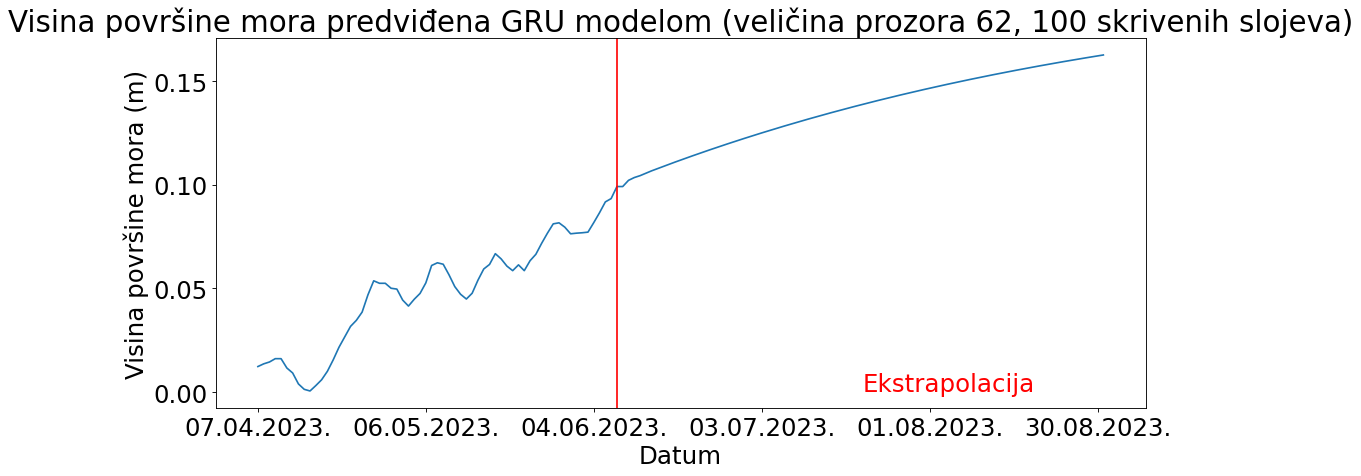 Visina površine mora predviđena GRU modelom (veličina prozora 62, 100 skrivenih slojeva)
Visina površine mora (m)
0.15
0.10
0.05
0.00
Ekstrapolacija
07.04.2023. 06.05.2023. 04.06.2023. 03.07.2023. 01.08.2023. 30.08.2023.
Datum